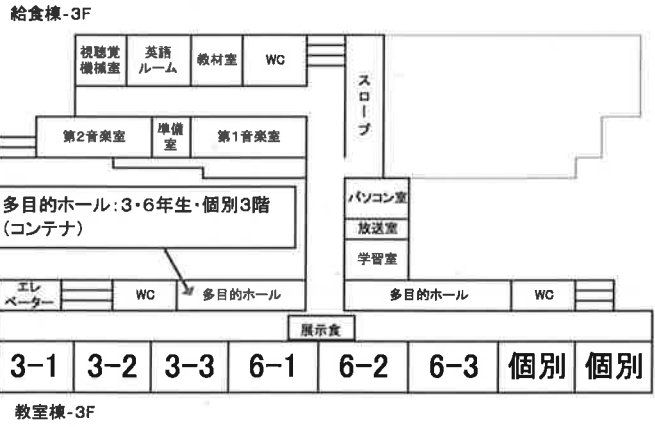 給食棟-3F
視聴覚
機械室
英語
ルーム
教材室
WC
スロープ
第2音楽室
準備
室
第1音楽室
多目的ホール:3・6年生・個別3階
(コンテナ)
パソコン室
放送室
学習室
エレ
ベーター
WC
多目的ホール
多目的ホール
WC
展示食
3-1
3-2
3-3
6-1
6-2
6-3
個別
個別
教室棟-3F